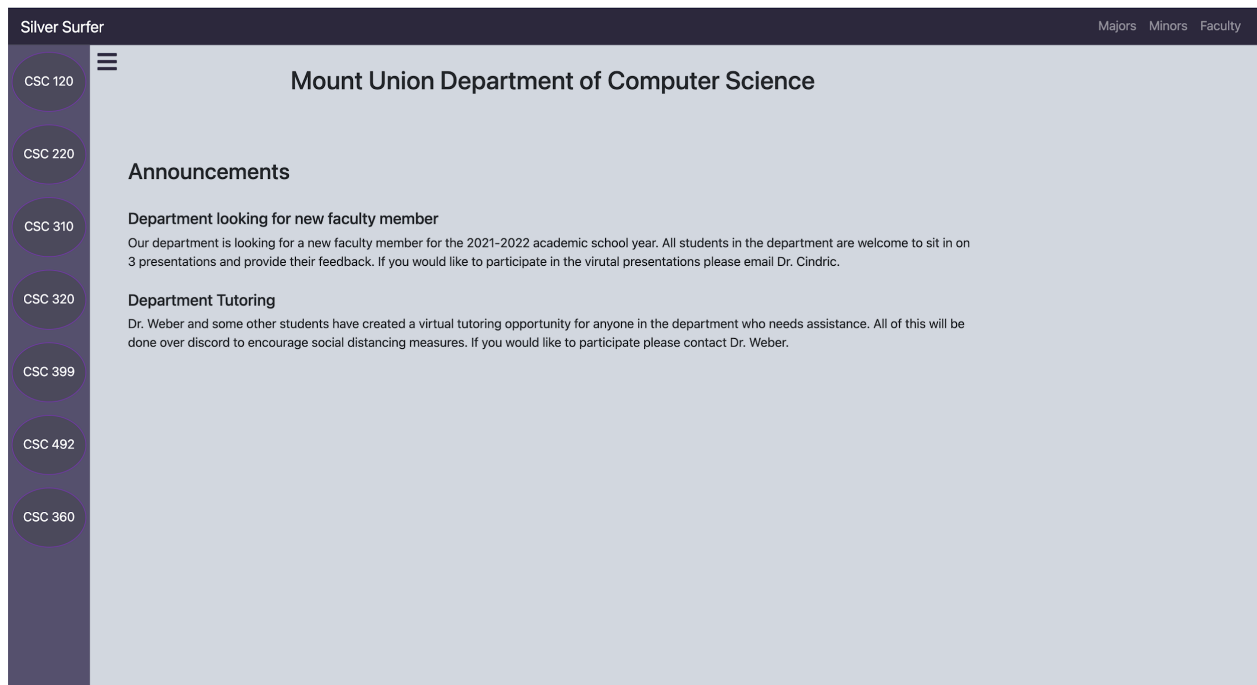 Silver Surfer
Majors Minors Faculty
CSC 120
CSC 220
CSC 310
CSC 320
CSC 399
CSC 492
CSC 360
Mount Union Department of Computer Science
Announcements
Department looking for new faculty member
Our department is looking for a new faculty member for the 2021-2022 academic school year. All students in the department are welcome to sit in on
3 presentations and provide their feedback. If you would like to participate in the virutal presentations please email Dr. Cindric.
Department Tutoring
Dr. Weber and some other students have created a virtual tutoring opportunity for anyone in the department who needs assistance. All of this will be
done over discord to encourage social distancing measures. If you would like to participate please contact Dr. Weber.